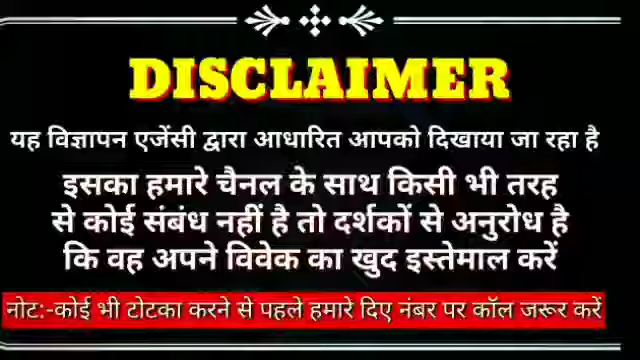 DISCLAIMER
यह विज्ञापन एजेंसी द्वारा आधारित आपको दिखाया जा रहा है
इसका हमारे चैनल के साथ किसी भी तरह
से कोई संबंध नहीं है तो दर्शकों से अनुरोध है
कि वह अपने विवेक का खुद इस्तेमाल करें
नोट:-कोई भी टोटका करने से पहले हमारे दिए नंबर पर कॉल जरूर करें